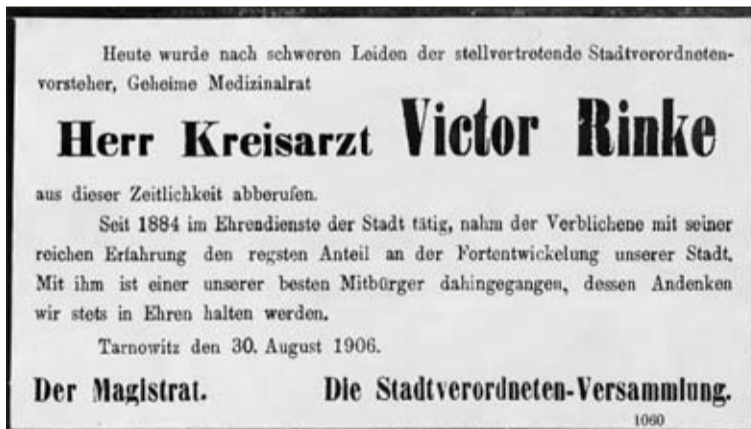 Heute wurde nach schweren Leiden der stellvertretende Stadtverordneten-
vorsteher, Geheime Medizinalrat
Herr Kreisarzt Victor Rinke
aus dieser Zeitlichkeit abberufen.
Seit 1884 im Ehrendienste der Stadt tätig, nahm der Verblichene mit seiner
reichen Erfahrung den regsten Anteil an der Fortentwickelung unserer Stadt.
Mit ihm ist einer unserer besten Mitbürger dahingegangen, dessen Andenken
wir stets in Ehren halten werden.
Tarnowitz den 30. August 1906.
Der Magistrat. Die Stadtverordneten-Versammlung.
1060